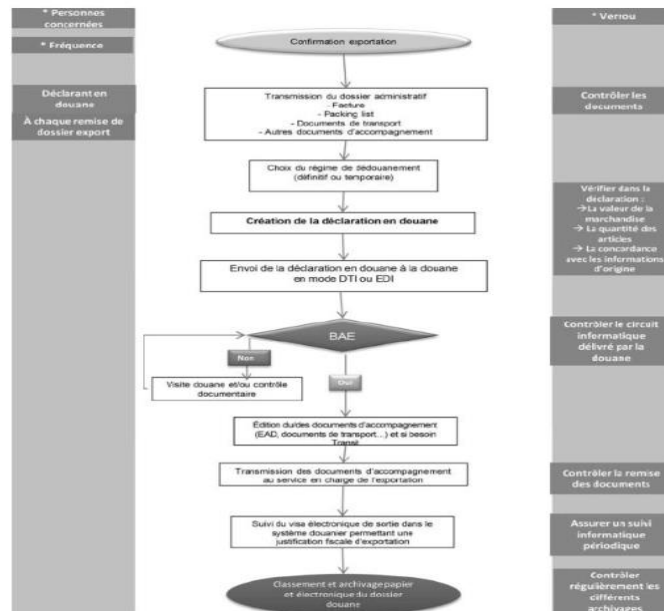 * Personnes
concernées
* Fréquence
Déclarant en
douane
À chaque remise de
dossier export
Confirmation exportation
Transmission du dossier administratif
- Facture
- Packing list
- Documents de transport
- Autres documents d'accompagnement
Choix du régime de dédouanement
(définitif ou temporaire)
Création de la déclaration en douane
Envoi de la déclaration en douane à la douane
en mode DTI ou EDI
BAE
Non
Visite douane et/ou contrôle
documentaire
Oui
Édition du/des documents d'accompagnement
(EAD, documents de transport...) et si besoin
Transit
Transmission des documents d'accompagnement
au service en charge de l'exportation
Suivi du visa électronique de sortie dans le
système douanier permettant une
justification fiscale d'exportation
Classement et archivage papier
et électronique du dossier
douane
* Verrou
Contrôler les
documents
Vérifier dans la
déclaration :
→ La valeur de la
marchandise
→ La quantité des
articles
→ La concordance
avec les informations
d'origine
Contrôler le circuit
informatique
délivré par la
douane
Contrôler la remise
des documents
Assurer un suivi
informatique
périodique
Contrôler
régulièrement les
différents
archivages